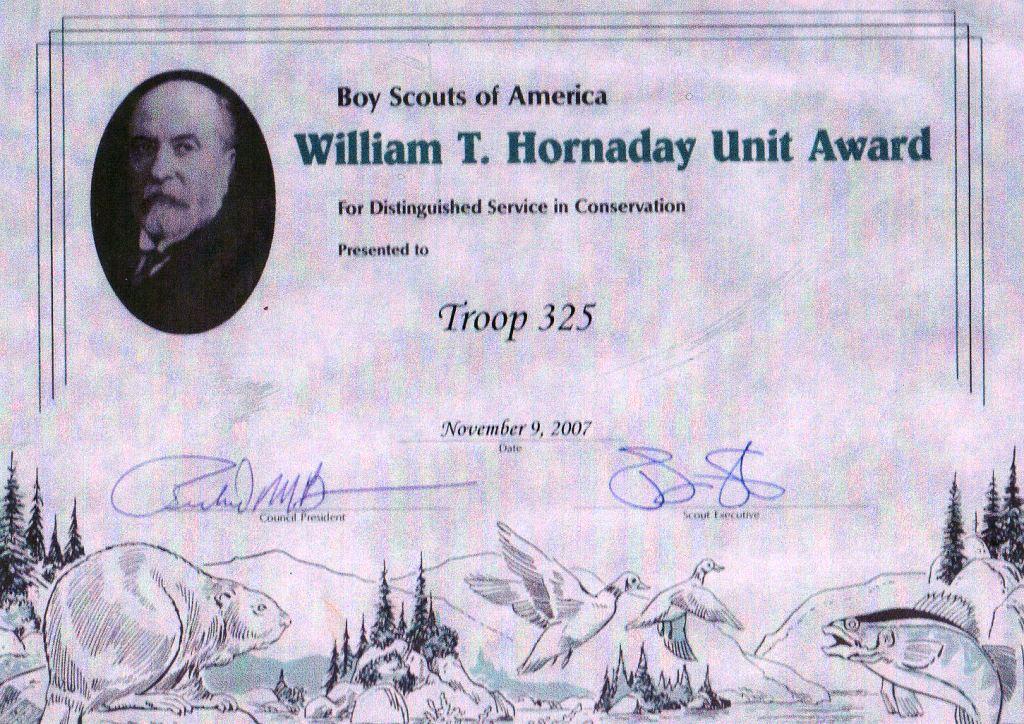 Boy Scouts of America
William T. Hornaday Unit Award
For Distinguished Service in Conservation
Presented to
Troop 325
November 9, 2007
Date
Council President
Scout Executive